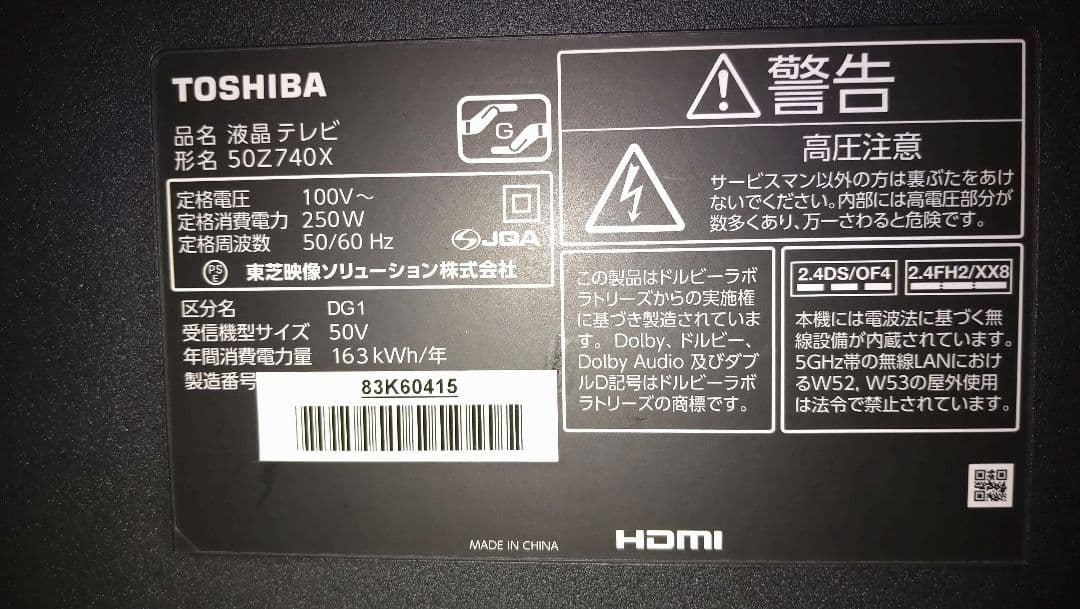 TOSHIBA
品名 液晶テレビ
形名 50Z740X
G
定格電圧 100V～
定格消費電力 250W
定格周波数 50/60 Hz
JQA
PSE 東芝映像ソリューション株式会社
区分名 DG1
受信機型サイズ 50V
年間消費電力量 163kWh/年
製造番号
83K60415
警告
高圧注意
サービスマン以外の方は裏ぶたをあけ
ないでください。内部には高電圧部分が
数多くあり、万一さわると危険です。
この製品はドルビーラボ
ラトリーズからの実施権
に基づき製造されていま
す。Dolby、ドルビー、
Dolby Audio 及びダブ
ルD記号はドルビーラボ
ラトリーズの商標です。
2.4DS/OF4
2.4FH2/XX8
本機には電波法に基づく無
線設備が内蔵されています。
5GHz帯の無線LANにおけ
るW52, W53の屋外使用
は法令で禁止されています。
MADE IN CHINA
HDMI